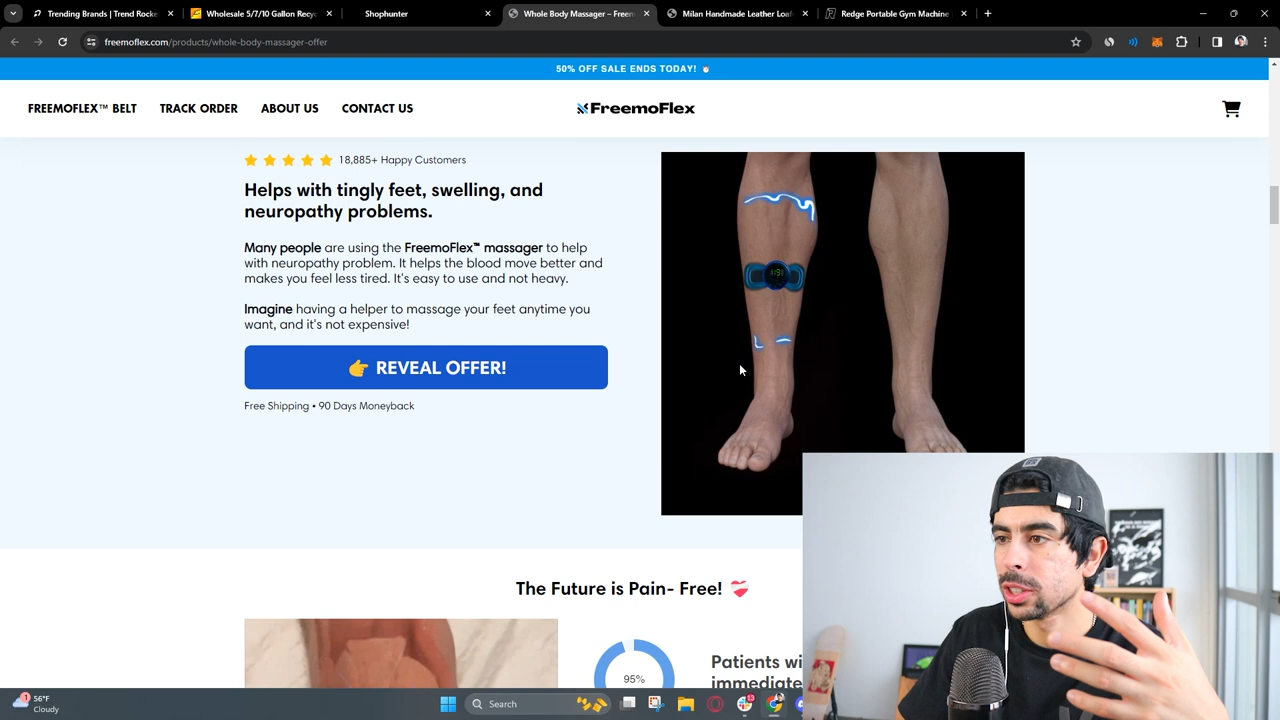 Trending Brands | Trend Rocke
Wholesale 5/7/10 Gallon Recyc
Shophunter
Whole Body Massager – Freem
Milan Handmade Leather Loaf
Redge Portable Gym Machine
freemoflex.com/products/whole-body-massager-offer
50% OFF SALE ENDS TODAY! ⏰
FREEMOFLEX™ BELT
TRACK ORDER
ABOUT US
CONTACT US
FreemoFlex
18,885+ Happy Customers
Helps with tingly feet, swelling, and
neuropathy problems.
Many people are using the FreemoFlex™ massager to help
with neuropathy problem. It helps the blood move better and
makes you feel less tired. It's easy to use and not heavy.
Imagine having a helper to massage your feet anytime you
want, and it's not expensive!
👉 REVEAL OFFER!
Free Shipping • 90 Days Moneyback
The Future is Pain- Free! ❤️‍🩹
95%
Patients wi
immediate
1
56°F
Cloudy
Search
13